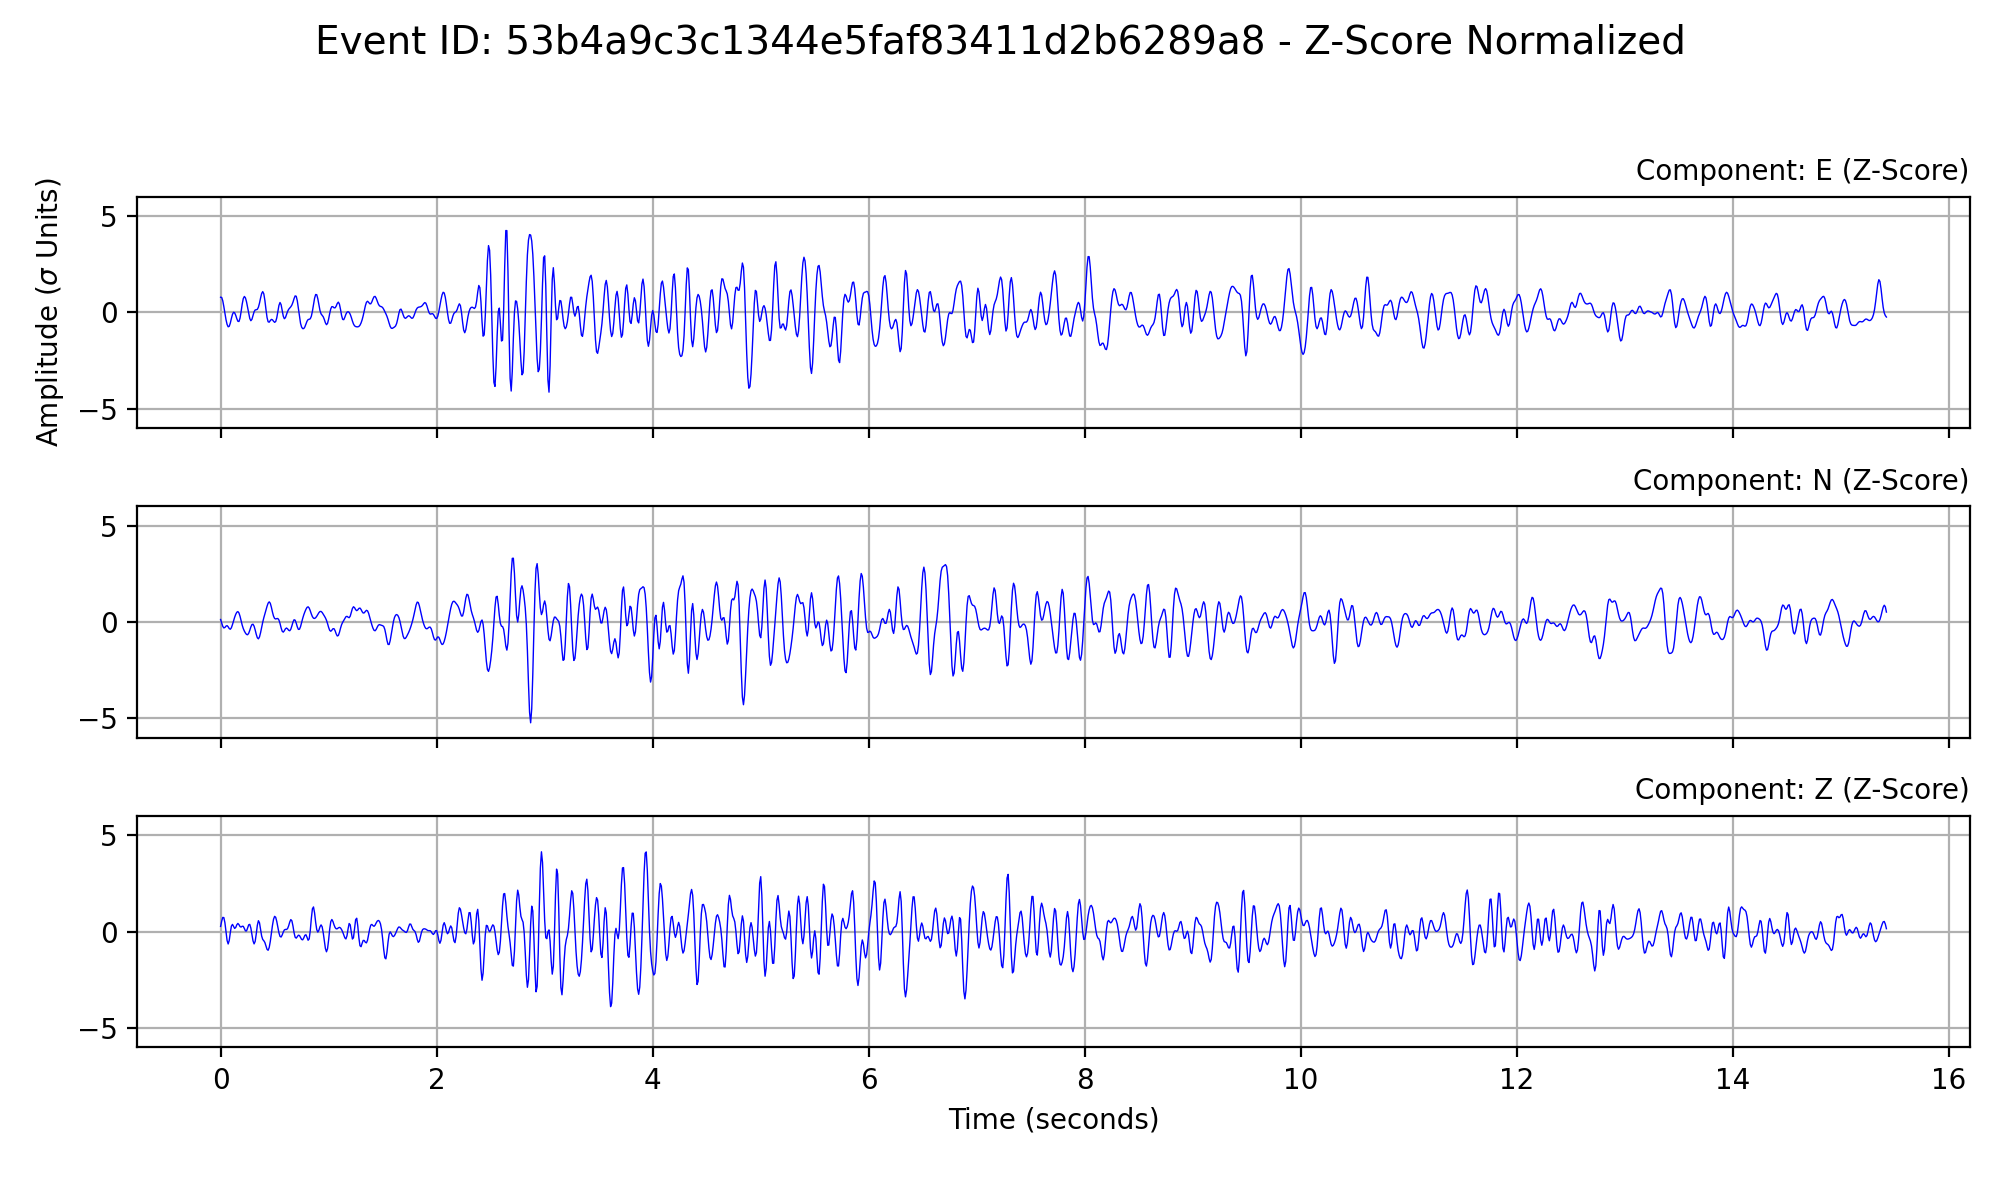 Event ID: 53b4a9c3c1344e5faf83411d2b6289a8 - Z-Score Normalized
Component: E (Z-Score)
Amplitude (σ Units)
5
0
−5
Component: N (Z-Score)
5
0
−5
Component: Z (Z-Score)
5
0
−5
0 2 4 6 8 10 12 14 16
Time (seconds)